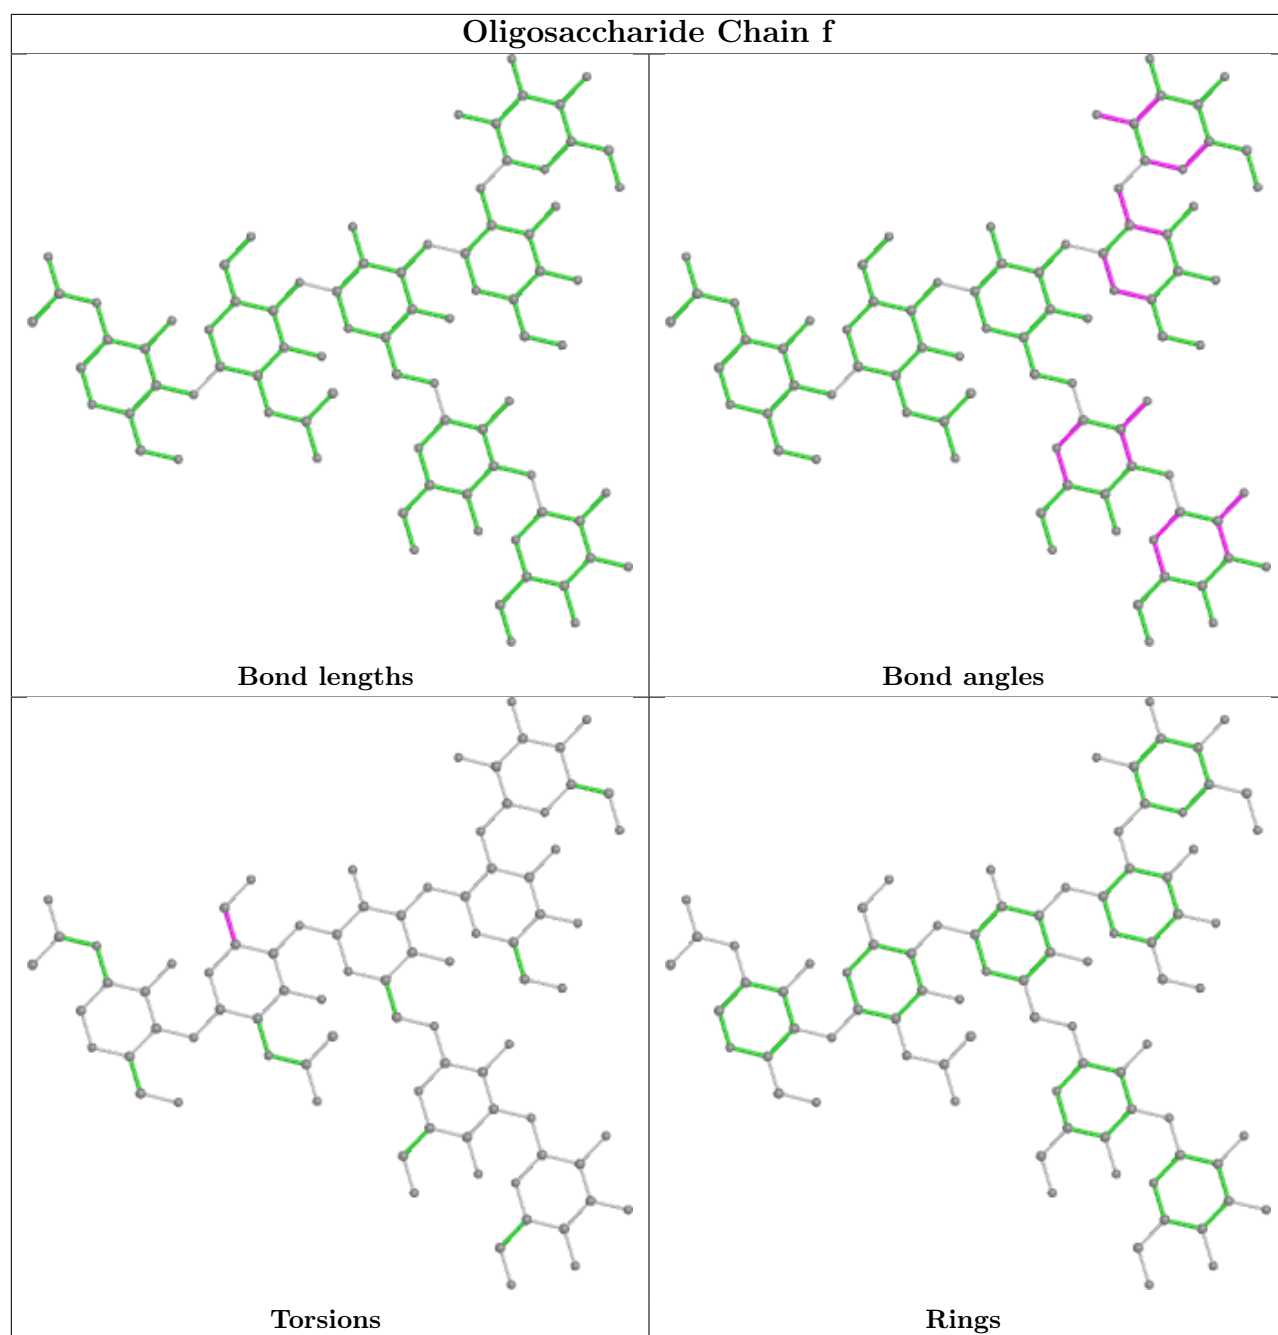 Oligosaccharide Chain f
Bond lengths
Bond angles
Torsions
Rings